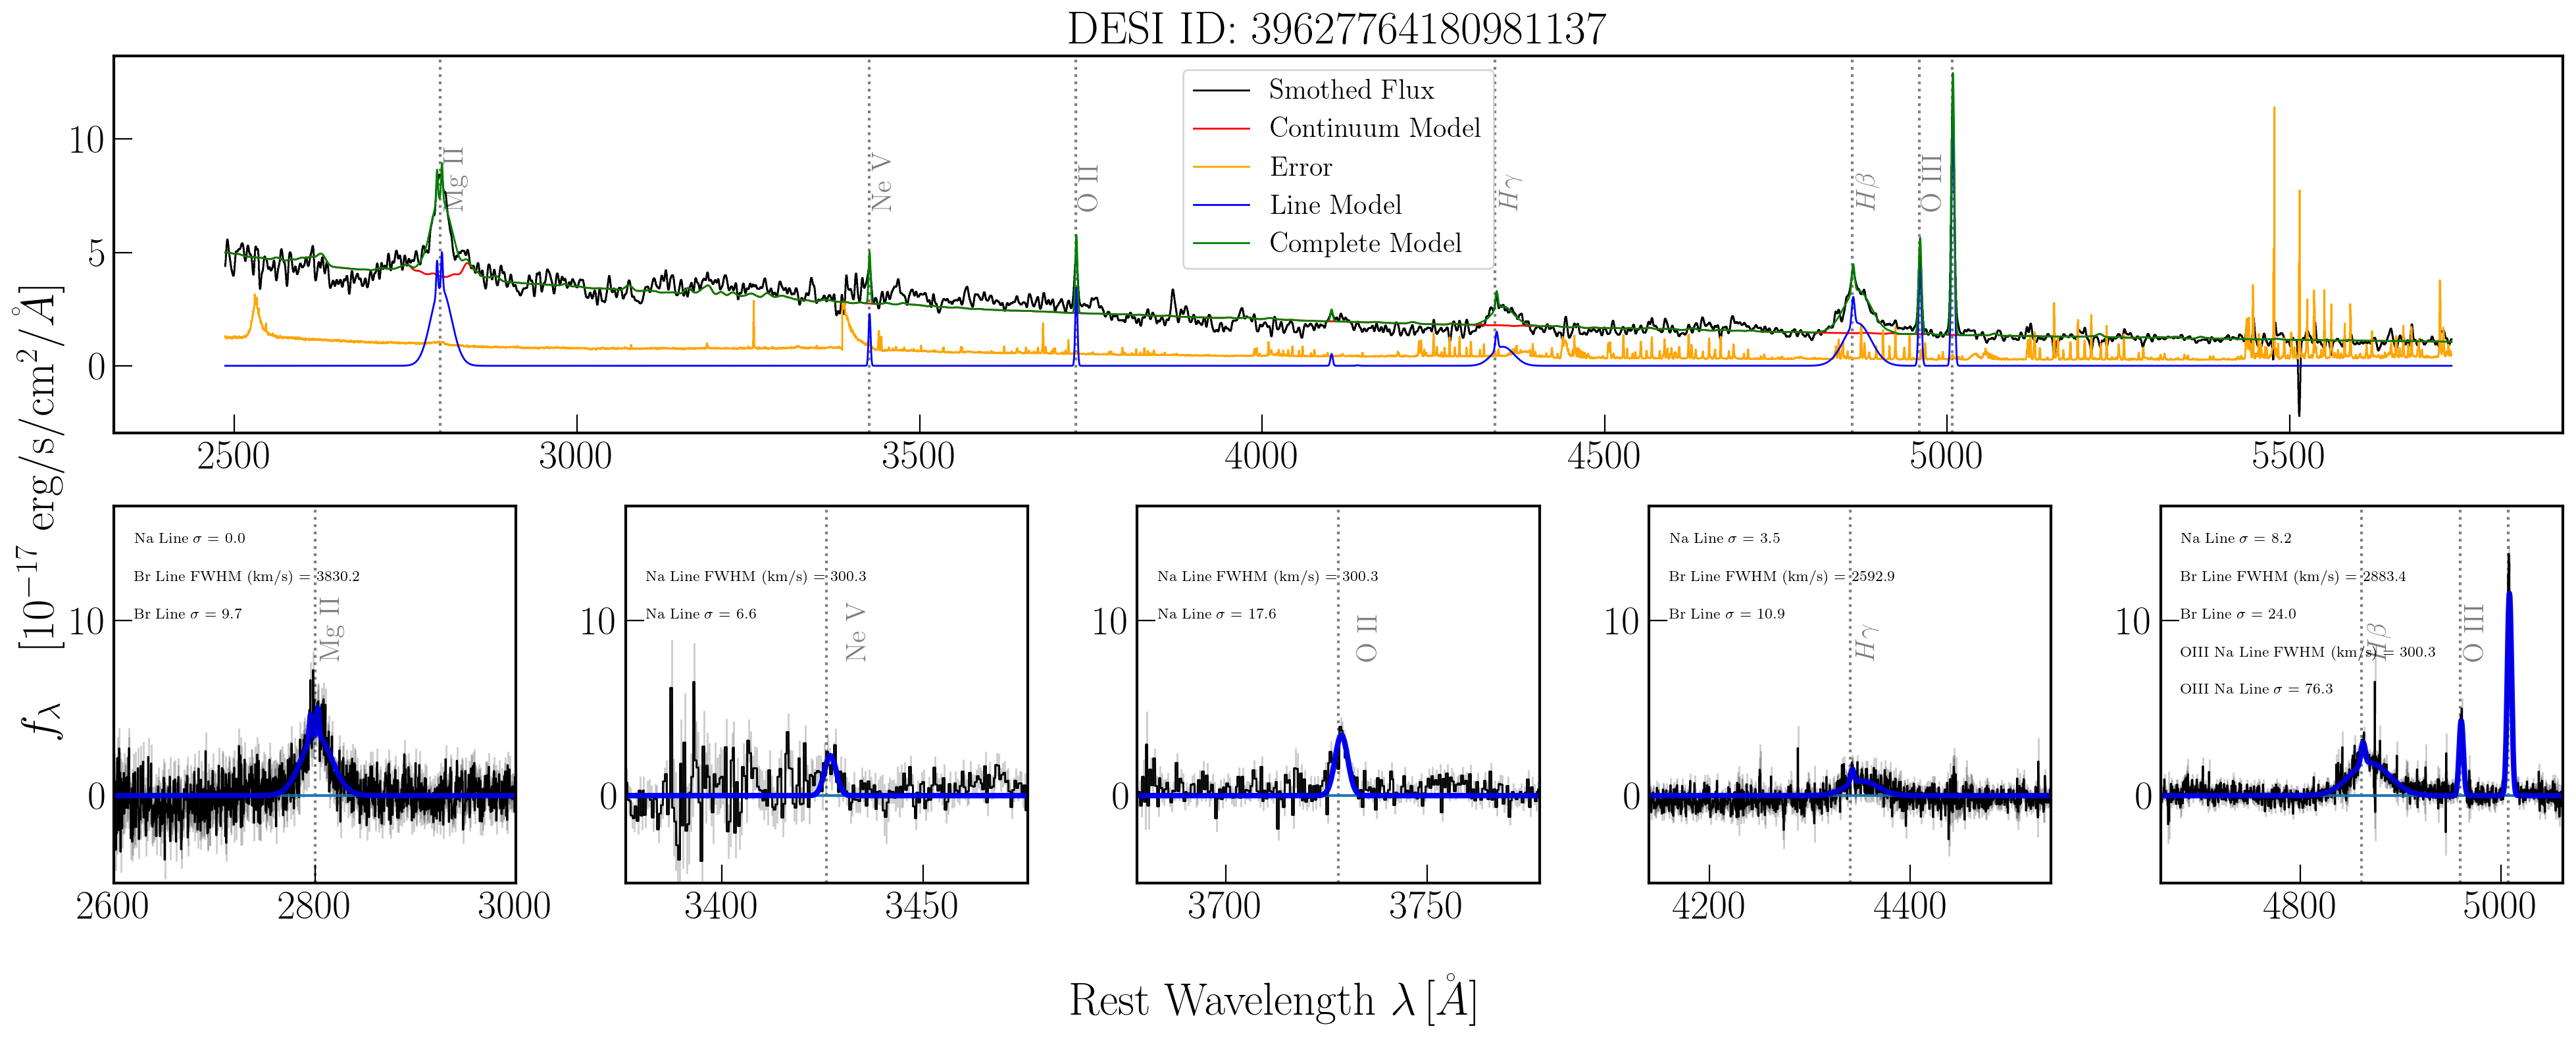 DESI ID: 39627764180981137
Smothed Flux
Continuum Model
Error
Line Model
Complete Model
Mg II
Ne V
O II
Hγ
Hβ
O III
10
5
0
2500 3000 3500 4000 4500 5000 5500
f_λ [10^{-17} erg/s/cm^2/Å]
Na Line σ = 0.0
Br Line FWHM (km/s) = 3830.2
Br Line σ = 9.7
Mg II
10
0
2600 2800 3000
Na Line FWHM (km/s) = 300.3
Na Line σ = 6.6
Ne V
10
0
3400 3450
Na Line FWHM (km/s) = 300.3
Na Line σ = 17.6
O II
10
0
3700 3750
Na Line σ = 3.5
Br Line FWHM (km/s) = 2592.9
Br Line σ = 10.9
Hγ
10
0
4200 4400
Na Line σ = 8.2
Br Line FWHM (km/s) = 2883.4
Br Line σ = 24.0
OIII Na Line FWHM (km/s) = 300.3
OIII Na Line σ = 76.3
Hβ
O III
10
0
4800 5000
Rest Wavelength λ [Å]